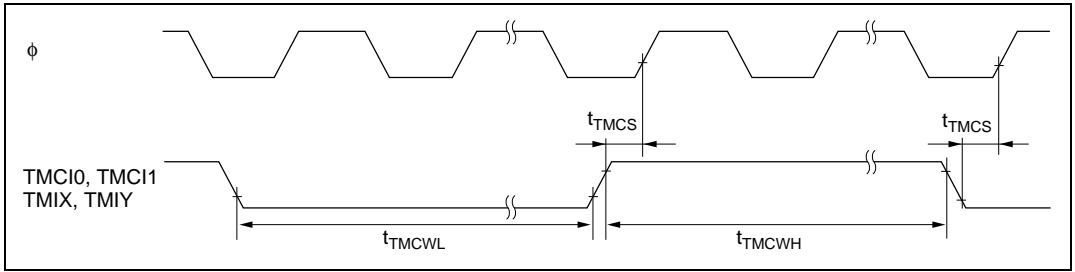 ϕ
tTMCS
tTMCS
TMCI0, TMCI1
TMIX, TMIY
tTMCWL
tTMCWH